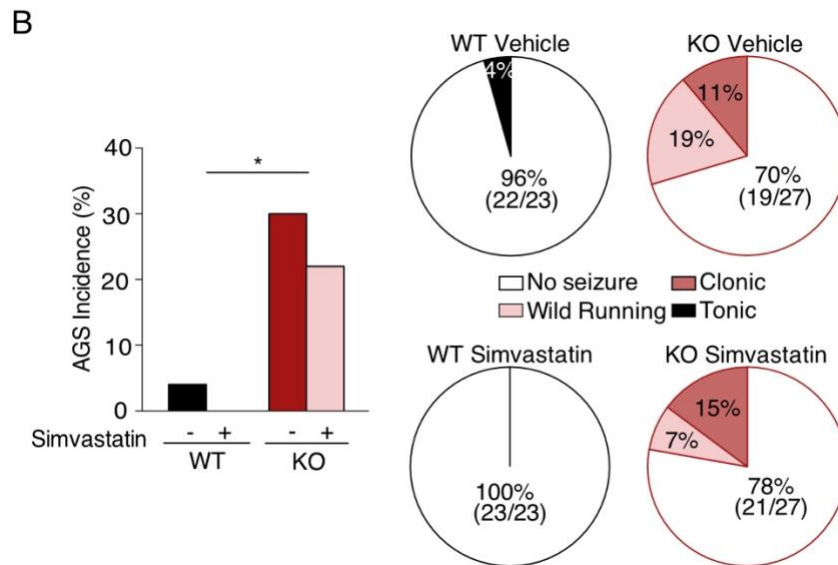 B
AGS Incidence (%)
40
30
20
10
0
*
Simvastatin - + - +
WT KO
WT Vehicle
4%
96%
(22/23)
KO Vehicle
11%
19%
70%
(19/27)
No seizure Clonic
Wild Running Tonic
WT Simvastatin
100%
(23/23)
KO Simvastatin
15%
7%
78%
(21/27)